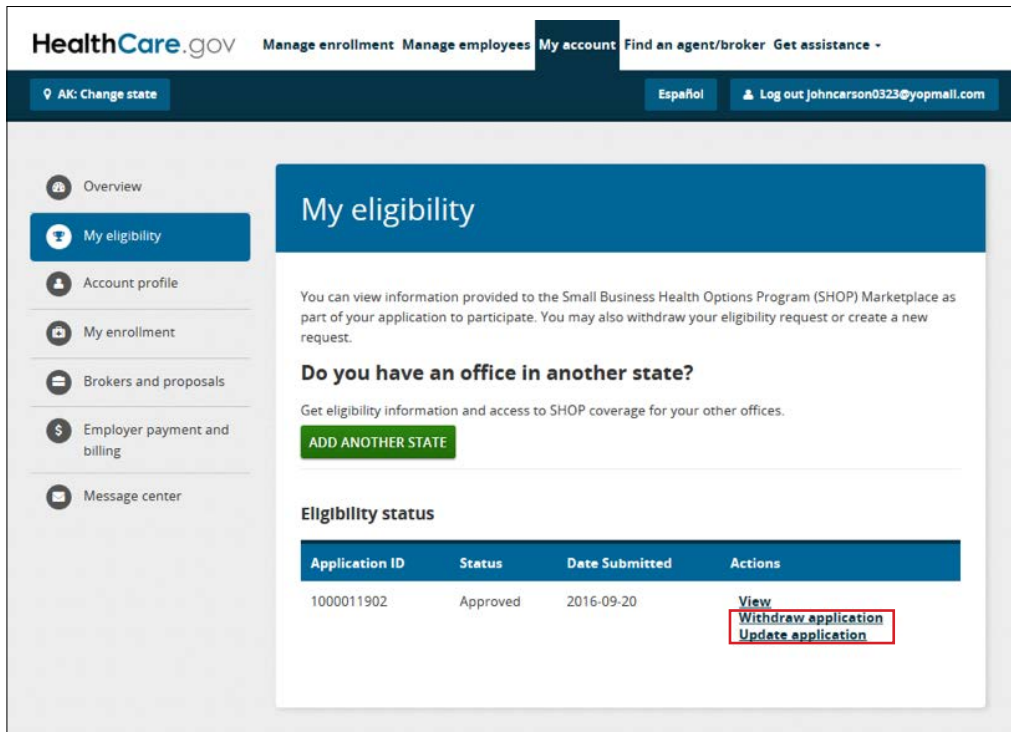 HealthCare.gov
Manage enrollment Manage employees My account Find an agent/broker Get assistance
AK: Change state
Español
Log out johncarson0323@yopmail.com
Overview
My eligibility
Account profile
My enrollment
Brokers and proposals
Employer payment and
billing
Message center
My eligibility
You can view information provided to the Small Business Health Options Program (SHOP) Marketplace as
part of your application to participate. You may also withdraw your eligibility request or create a new
request.
Do you have an office in another state?
Get eligibility information and access to SHOP coverage for your other offices.
ADD ANOTHER STATE
Eligibility status
Application ID Status Date Submitted Actions
1000011902 Approved 2016-09-20 View
Withdraw application
Update application